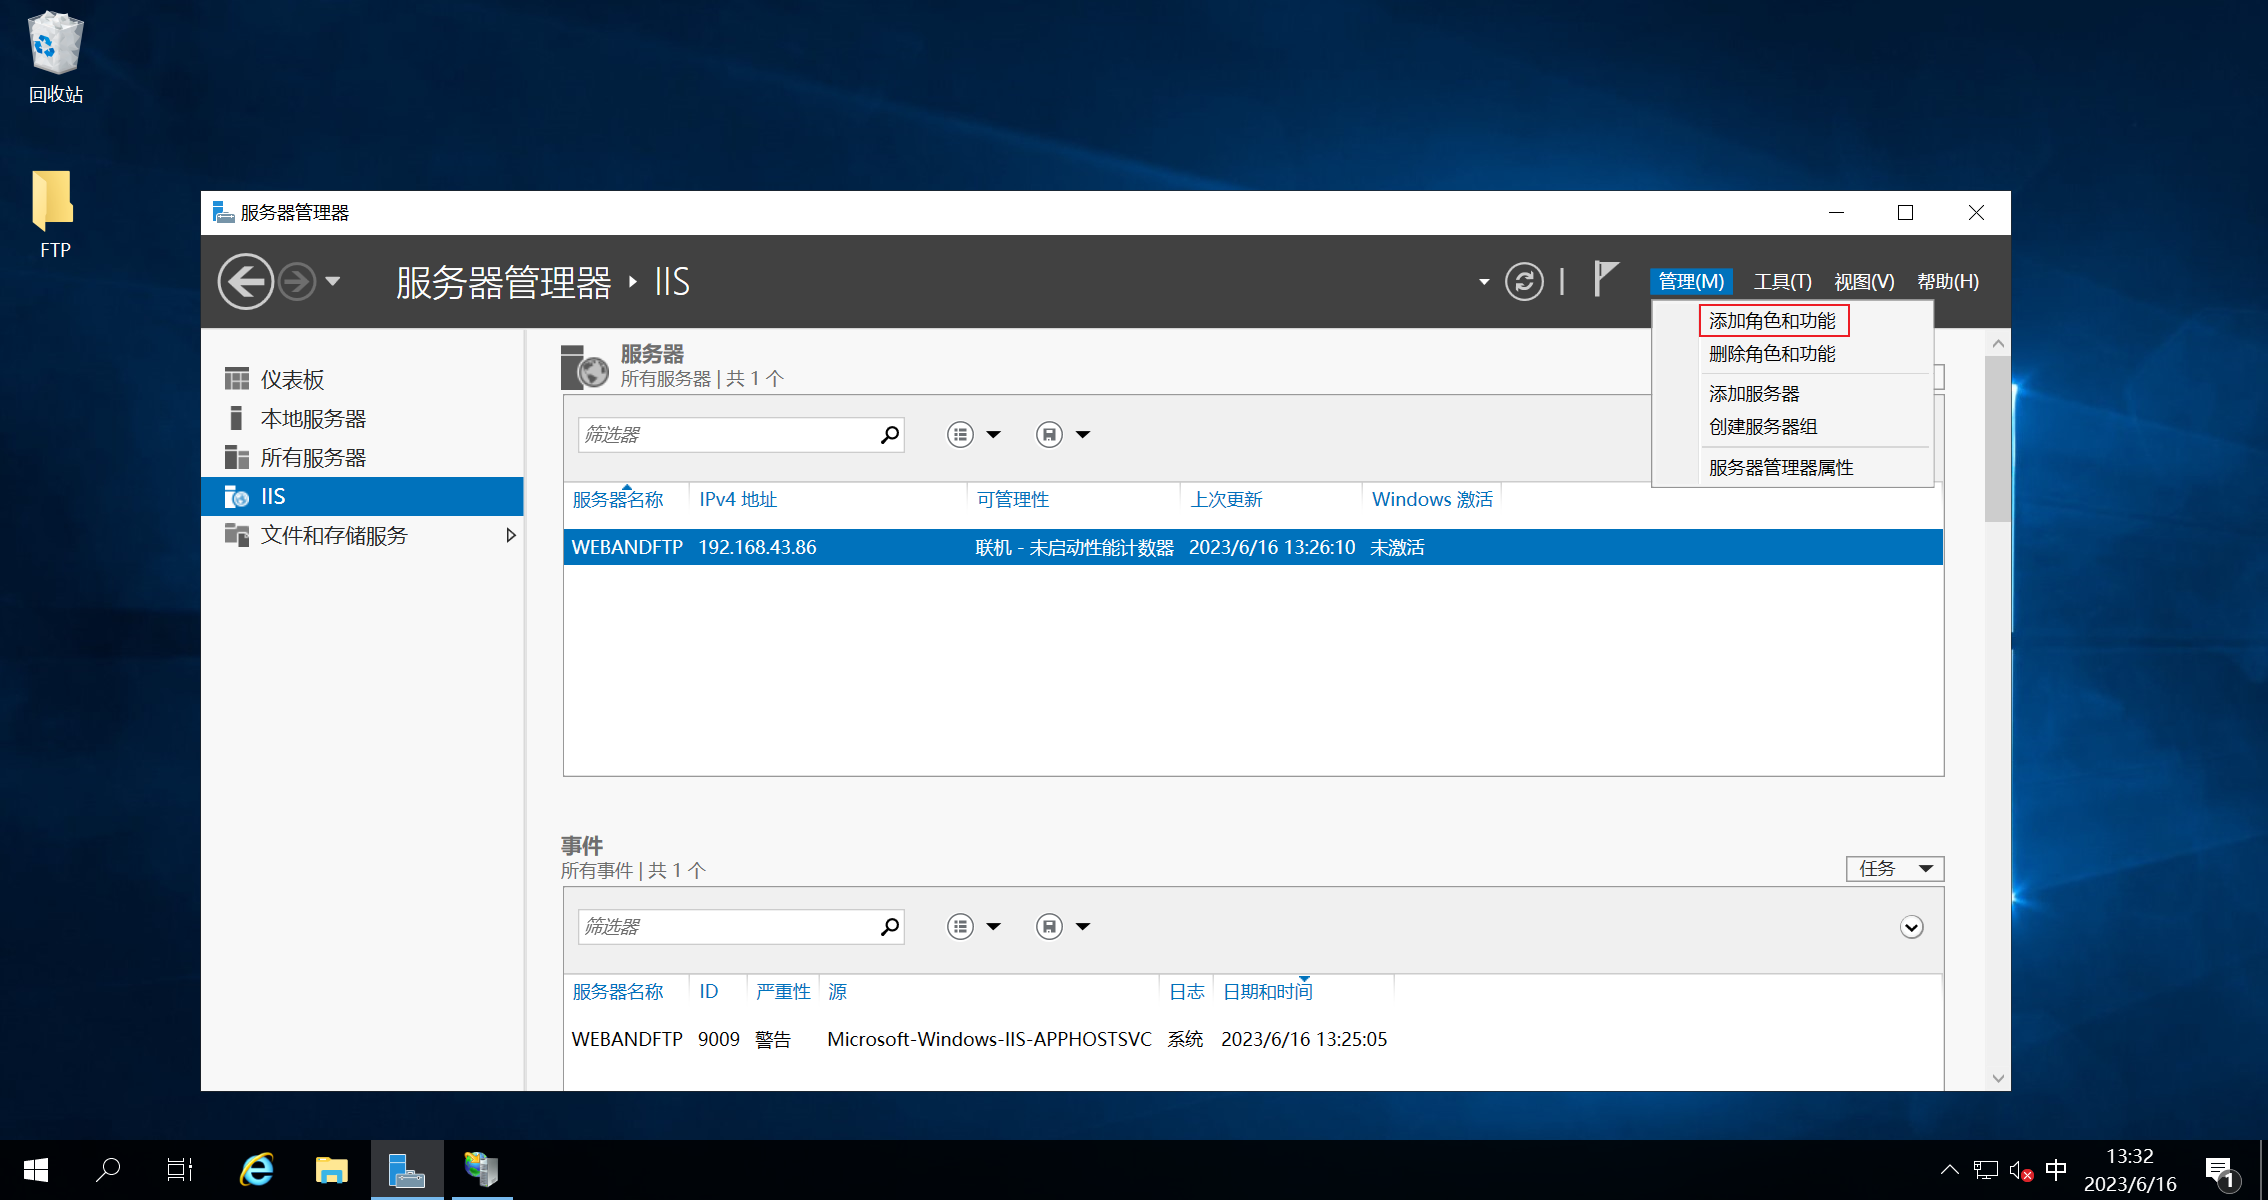 回收站
FTP
服务器管理器
服务器管理器 IIS
管理(M) 工具(T) 视图(V) 帮助(H)
添加角色和功能
删除角色和功能
添加服务器
创建服务器组
服务器管理器属性
仪表板
本地服务器
所有服务器
IIS
文件和存储服务
服务器
所有服务器 | 共 1 个
筛选器
服务器名称 IPv4 地址 可管理性 上次更新 Windows 激活
WEBANDFTP 192.168.43.86 联机 - 未启动性能计数器 2023/6/16 13:26:10 未激活
事件
所有事件 | 共 1 个
任务
筛选器
服务器名称 ID 严重性 源 日志 日期和时间
WEBANDFTP 9009 警告 Microsoft-Windows-IIS-APPHOSTSVC 系统 2023/6/16 13:25:05
中
13:32
2023/6/16
1